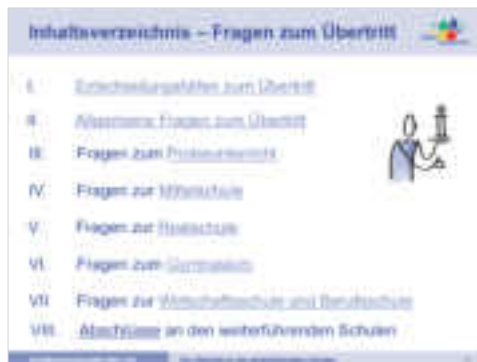 Inhaltsverzeichnis – Fragen zum Übertritt
I. Entscheidungshilfen zum Übertritt
II. Allgemeine Fragen zum Übertritt
III. Fragen zum Probeunterricht
IV. Fragen zur Mittelschule
V. Fragen zur Realschule
VI. Fragen zum Gymnasium
VII. Fragen zur Wirtschaftsschule und Berufsschule
VIII. Abschlüsse an den weiterführenden Schulen